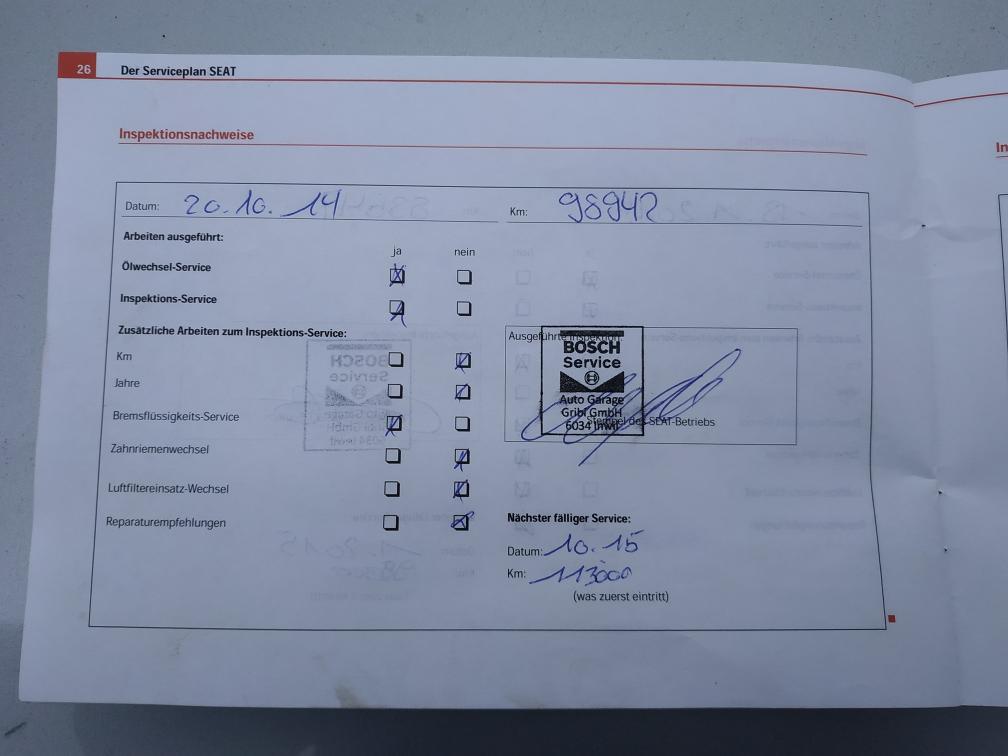 26 Der Serviceplan SEAT
Inspektionsnachweise
Datum: 20.10.14 Km: 98942
Arbeiten ausgeführt:
ja nein
Ölwechsel-Service
Inspektions-Service
Zusätzliche Arbeiten zum Inspektions-Service:
Km
Jahre
Bremsflüssigkeits-Service
Zahnriemenwechsel
Luftfiltereinsatz-Wechsel
Reparaturempfehlungen
Ausgeführte Inspektion:
BOSCH
Service
Auto Garage
Gribi GmbH
6034 Inwil
Stempel des SEAT-Betriebs
Nächster fälliger Service:
Datum: 10.15
Km: 113000
(was zuerst eintritt)
In